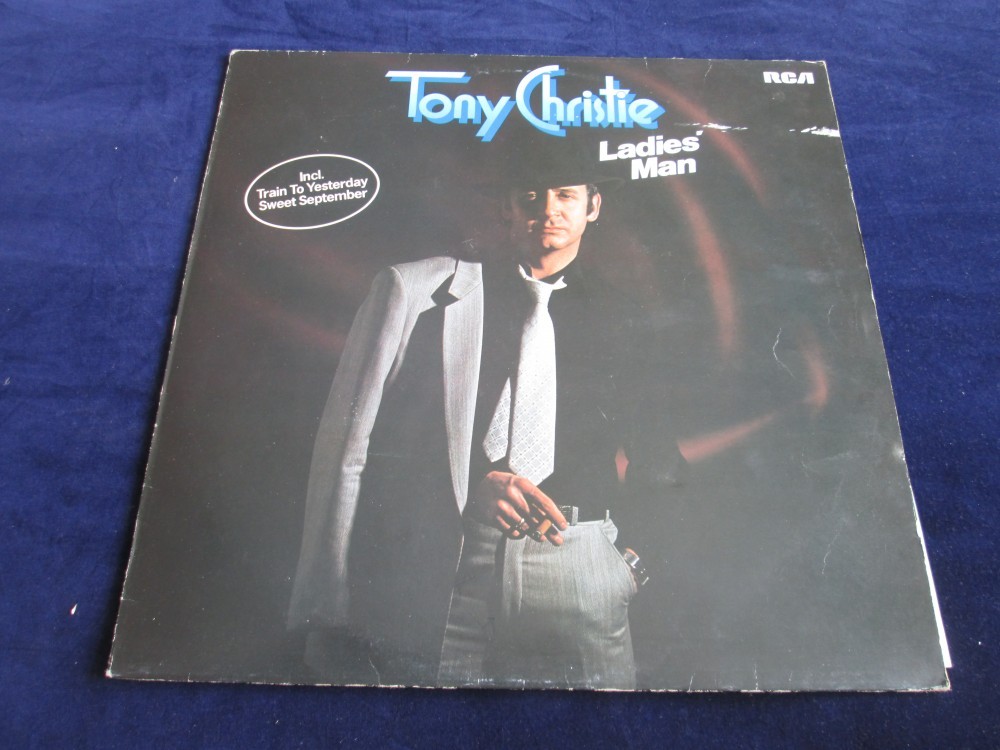 Tony Christie
RCA
Ladies'
Man
Incl.
Train To Yesterday
Sweet September